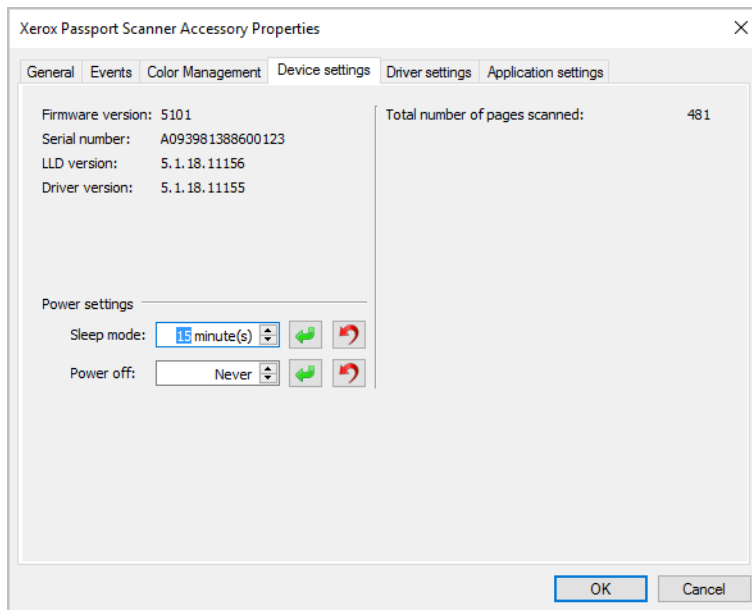 Xerox Passport Scanner Accessory Properties
General Events Color Management Device settings Driver settings Application settings
Firmware version: 5101
Serial number: A093981388600123
LLD version: 5.1.18.11156
Driver version: 5.1.18.11155
Total number of pages scanned: 481
Power settings
Sleep mode: 15 minute(s)
Power off: Never
OK Cancel